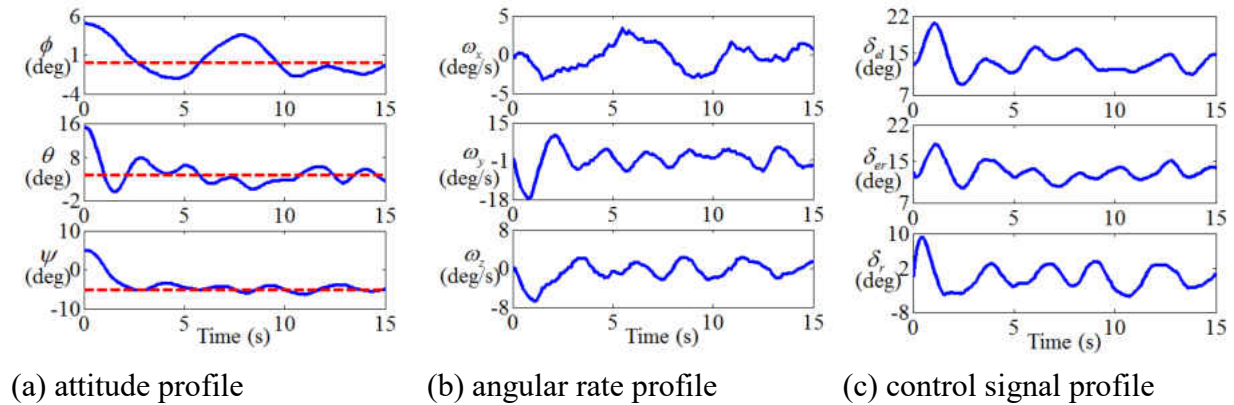 6
ϕ 1
(deg)
-4
0 5 10 15
16
θ 8
(deg)
-2
0 5 10 15
10
ψ 0
(deg)
-10
0 5 10 15
Time (s)
5
ωx 0
(deg/s)
-5
0 5 10 15
15
ωy -1
(deg/s)
-18
0 5 10 15
8
ωz 0
(deg/s)
-8
0 5 10 15
Time (s)
22
δel 15
(deg)
7
0 5 10 15
22
δer 15
(deg)
7
0 5 10 15
10
δr 2
(deg)
-8
0 5 10 15
Time (s)
(a) attitude profile (b) angular rate profile (c) control signal profile